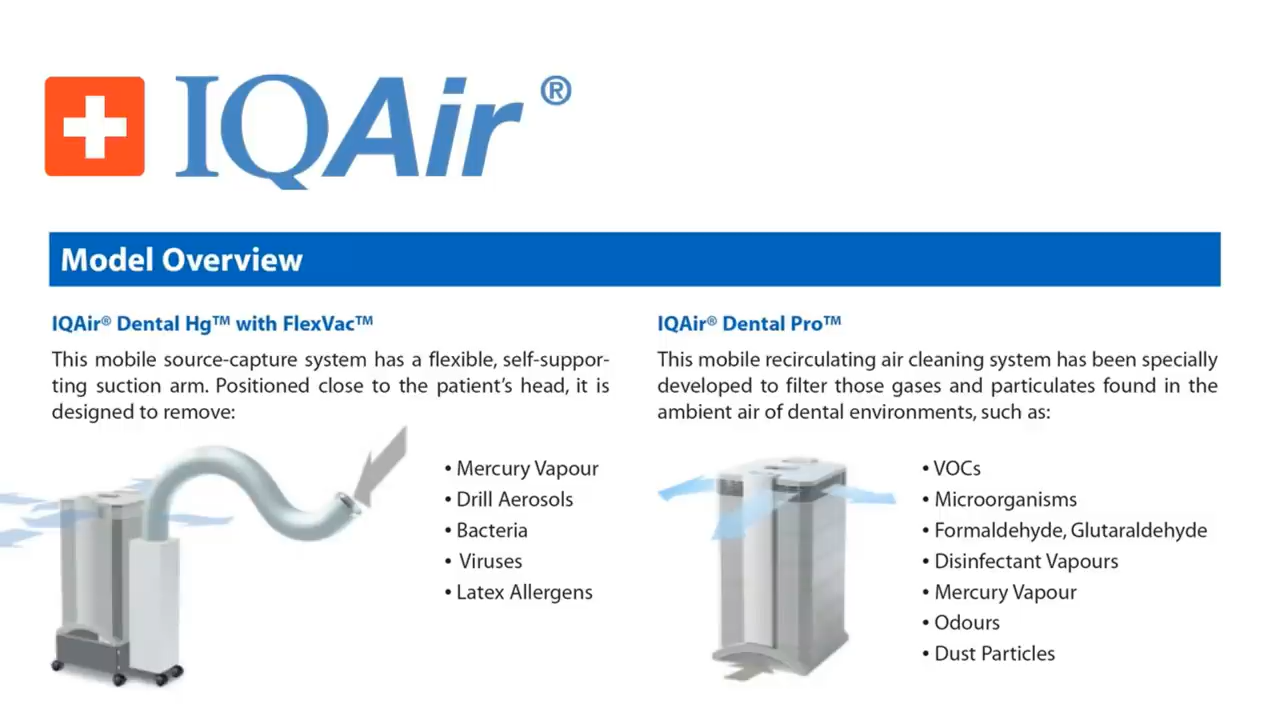 IQAir®
Model Overview
IQAir® Dental Hg™ with FlexVac™
This mobile source-capture system has a flexible, self-suppor-
ting suction arm. Positioned close to the patient's head, it is
designed to remove:
• Mercury Vapour
• Drill Aerosols
• Bacteria
• Viruses
• Latex Allergens
IQAir® Dental Pro™
This mobile recirculating air cleaning system has been specially
developed to filter those gases and particulates found in the
ambient air of dental environments, such as:
• VOCs
• Microorganisms
• Formaldehyde, Glutaraldehyde
• Disinfectant Vapours
• Mercury Vapour
• Odours
• Dust Particles